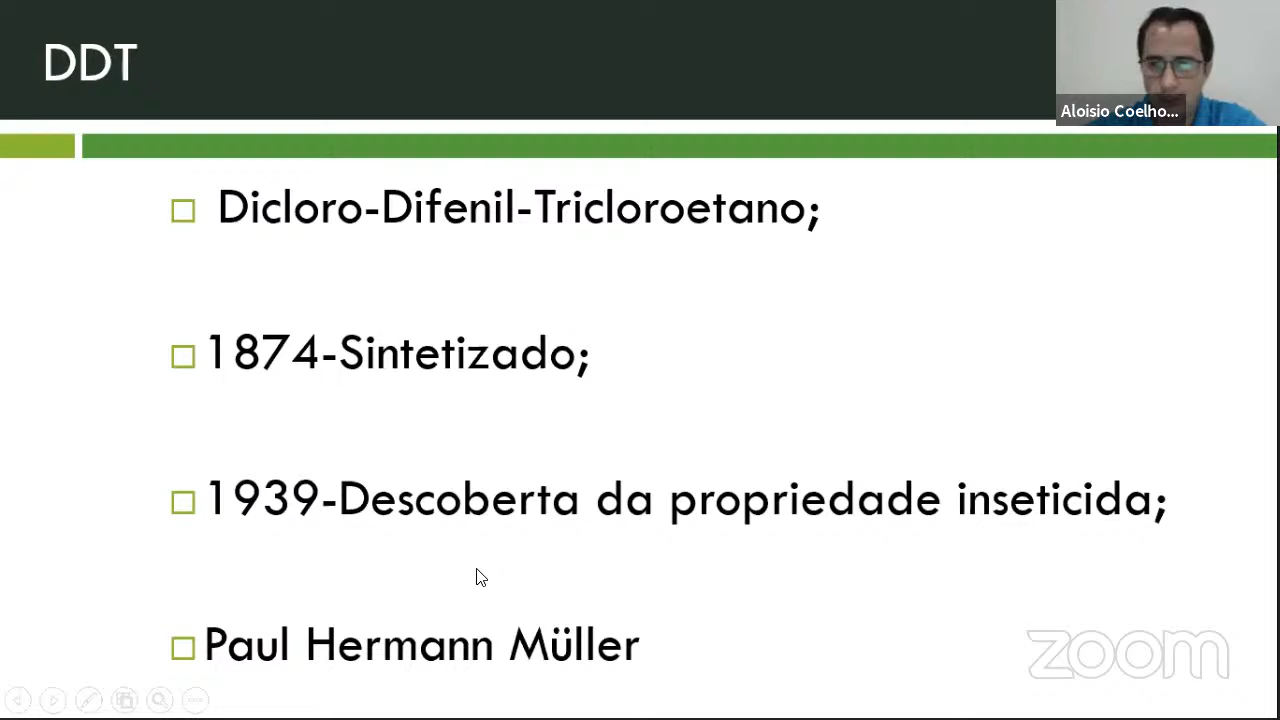 DDT
Aloisio Coelho...
Dicloro-Difenil-Tricloroetano;
1874-Sintetizado;
1939-Descoberta da propriedade inseticida;
Paul Hermann Müller
zoom